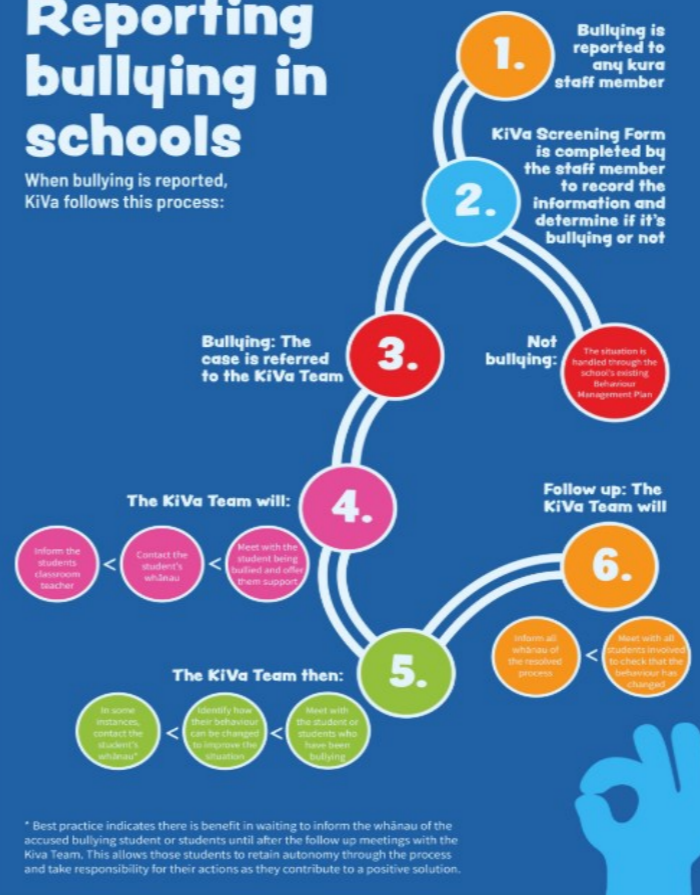 Reporting
bullying in
schools
When bullying is reported,
KiVa follows this process:
1.
Bullying is
reported to
any kura
staff member
2.
KiVa Screening Form
is completed by
the staff member
to record the
information and
determine if it's
bullying or not
3.
Bullying: The
case is referred
to the KiVa Team
Not
bullying:
The situation is
handled through the
school's existing
Behaviour
Management Plan
4.
The KiVa Team will:
Meet with the
student being
bullied and offer
them support
<
Contact the
student's
whānau
<
Inform the
students
classroom
teacher
5.
The KiVa Team then:
Meet with
the student or
students who
have been
bullying
<
Identify how
their behaviour
can be changed
to improve the
situation
<
In some
instances,
contact the
student's
whānau*
6.
Follow up: The
KiVa Team will
Meet with all
students involved
to check that the
behaviour has
changed
<
Inform all
whānau of
the resolved
process
* Best practice indicates there is benefit in waiting to inform the whānau of the
accused bullying student or students until after the follow up meetings with the
Kiva Team. This allows those students to retain autonomy through the process
and take responsibility for their actions as they contribute to a positive solution.